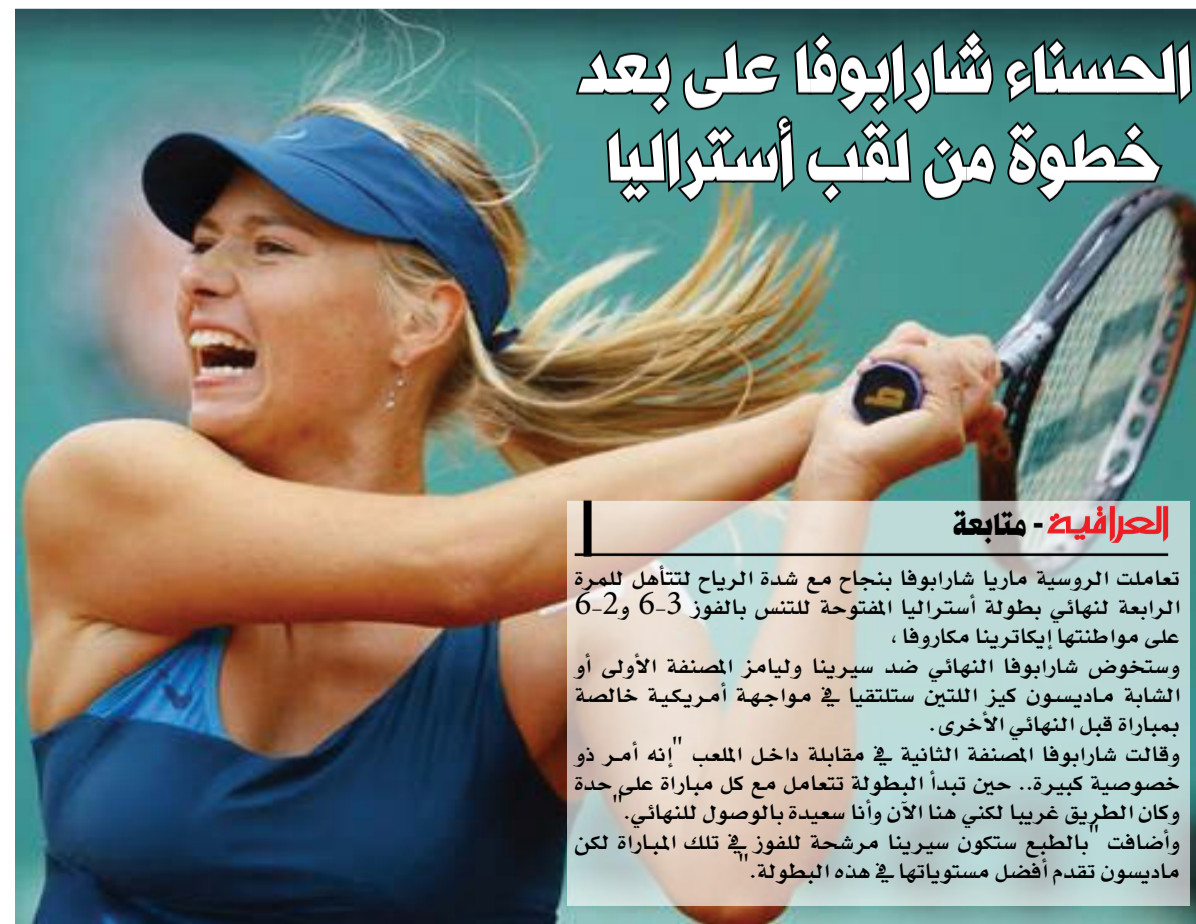 الحسناء شارابوفا على بعد
خطوة من لقب أستراليا
العراقية - متابعة
تعاملت الروسية ماريا شارابوفا بنجاح مع شدة الرياح لتتأهل للمرة
الرابعة لنهائي بطولة أستراليا المفتوحة للتنس بالفوز 3-6 و2-6
على مواطنتها إيكاترينا مكاروفا ،
وستخوض شارابوفا النهائي ضد سيرينا وليامز المصنفة الأولى أو
الشابة ماديسون كيز اللتين ستلتقيا في مواجهة أمريكية خالصة
بمباراة قبل النهائي الأخرى.
وقالت شارابوفا المصنفة الثانية في مقابلة داخل الملعب "إنه أمر ذو
خصوصية كبيرة.. حين تبدأ البطولة تتعامل مع كل مباراة على حدة
وكان الطريق غريبا لكني هنا الآن وأنا سعيدة بالوصول للنهائي."
وأضافت "بالطبع ستكون سيرينا مرشحة للفوز في تلك المباراة لكن
ماديسون تقدم أفضل مستوياتها في هذه البطولة."
b